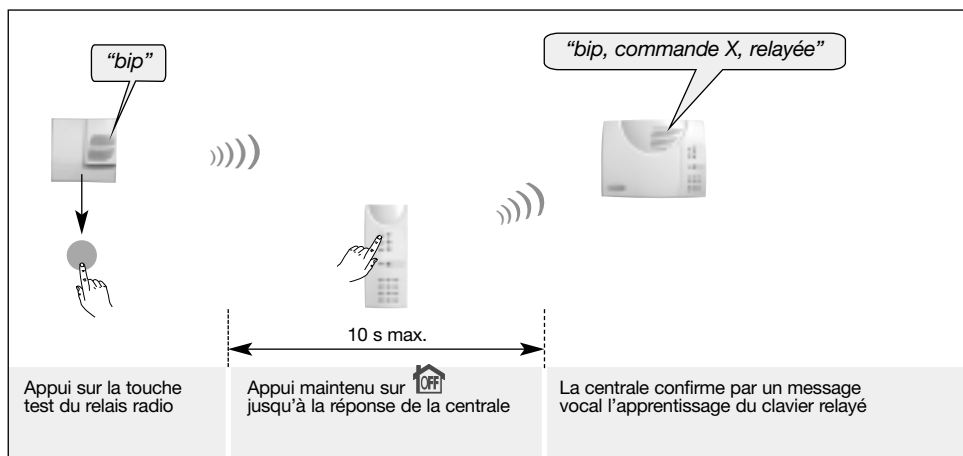 “bip”
“bip, commande X, relayée”
10 s max.
Appui sur la touche
test du relais radio
Appui maintenu sur OFF
jusqu’à la réponse de la centrale
La centrale confirme par un message
vocal l’apprentissage du clavier relayé